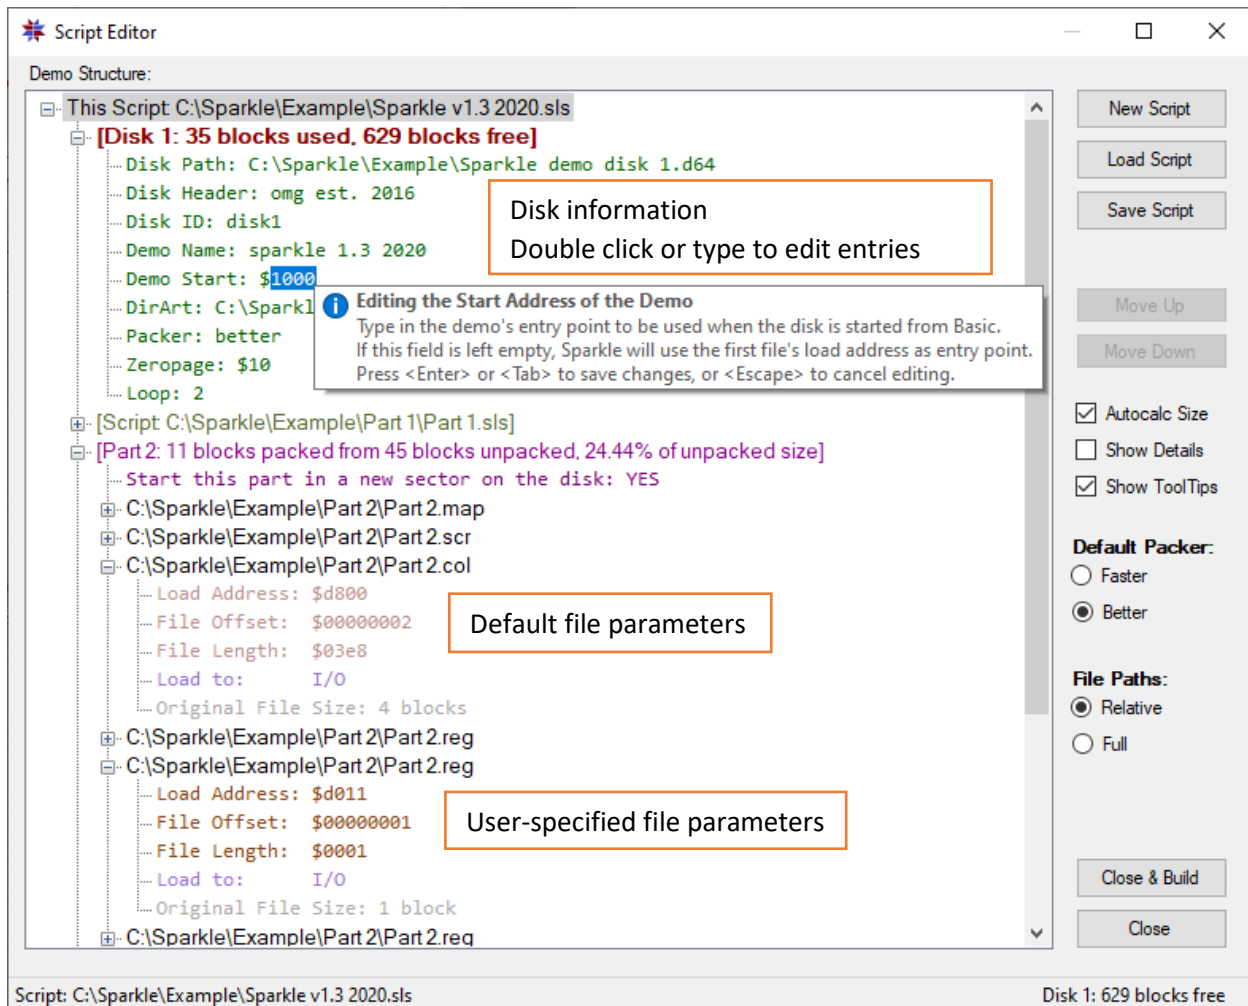 Script Editor
Demo Structure:
This Script: C:\Sparkle\Example\Sparkle v1.3 2020.sls
[Disk 1: 35 blocks used, 629 blocks free]
Disk Path: C:\Sparkle\Example\Sparkle demo disk 1.d64
Disk Header: omg est. 2016
Disk ID: disk1
Demo Name: sparkle 1.3 2020
Demo Start: $1000
DirArt: C:\Sparkl
Packer: better
Zeropage: $10
Loop: 2
Disk information
Double click or type to edit entries
Editing the Start Address of the Demo
Type in the demo's entry point to be used when the disk is started from Basic.
If this field is left empty, Sparkle will use the first file's load address as entry point.
Press <Enter> or <Tab> to save changes, or <Escape> to cancel editing.
[Script: C:\Sparkle\Example\Part 1\Part 1.sls]
[Part 2: 11 blocks packed from 45 blocks unpacked, 24.44% of unpacked size]
Start this part in a new sector on the disk: YES
C:\Sparkle\Example\Part 2\Part 2.map
C:\Sparkle\Example\Part 2\Part 2.scr
C:\Sparkle\Example\Part 2\Part 2.col
Load Address: $d800
File Offset: $00000002
File Length: $03e8
Load to: I/O
Original File Size: 4 blocks
Default file parameters
C:\Sparkle\Example\Part 2\Part 2.reg
C:\Sparkle\Example\Part 2\Part 2.reg
Load Address: $d011
File Offset: $00000001
File Length: $0001
Load to: I/O
Original File Size: 1 block
User-specified file parameters
C:\Sparkle\Example\Part 2\Part 2.reg
New Script
Load Script
Save Script
Move Up
Move Down
Autocalc Size
Show Details
Show ToolTips
Default Packer:
Faster
Better
File Paths:
Relative
Full
Close & Build
Close
Script: C:\Sparkle\Example\Sparkle v1.3 2020.sls
Disk 1: 629 blocks free